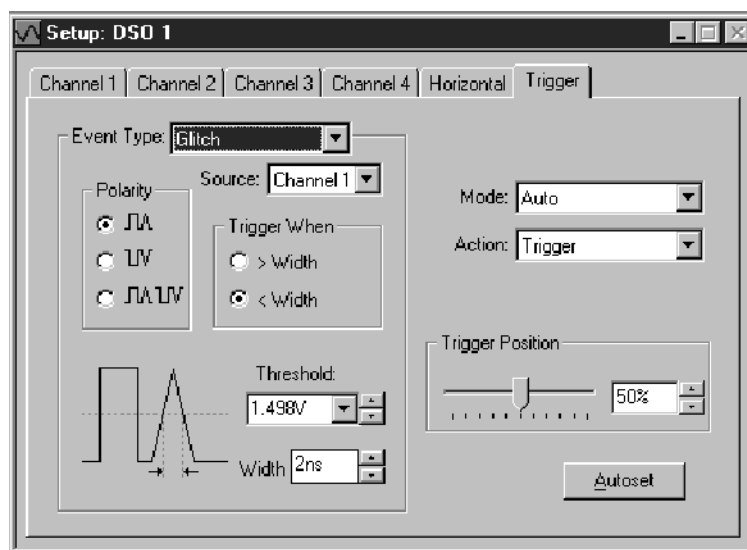 Setup: DSO 1
Channel 1 Channel 2 Channel 3 Channel 4 Horizontal Trigger
Event Type: Glitch
Source: Channel 1
Polarity
Trigger When
> Width
< Width
Threshold:
1.498V
Width 2ns
Mode: Auto
Action: Trigger
Trigger Position
50%
Autoset